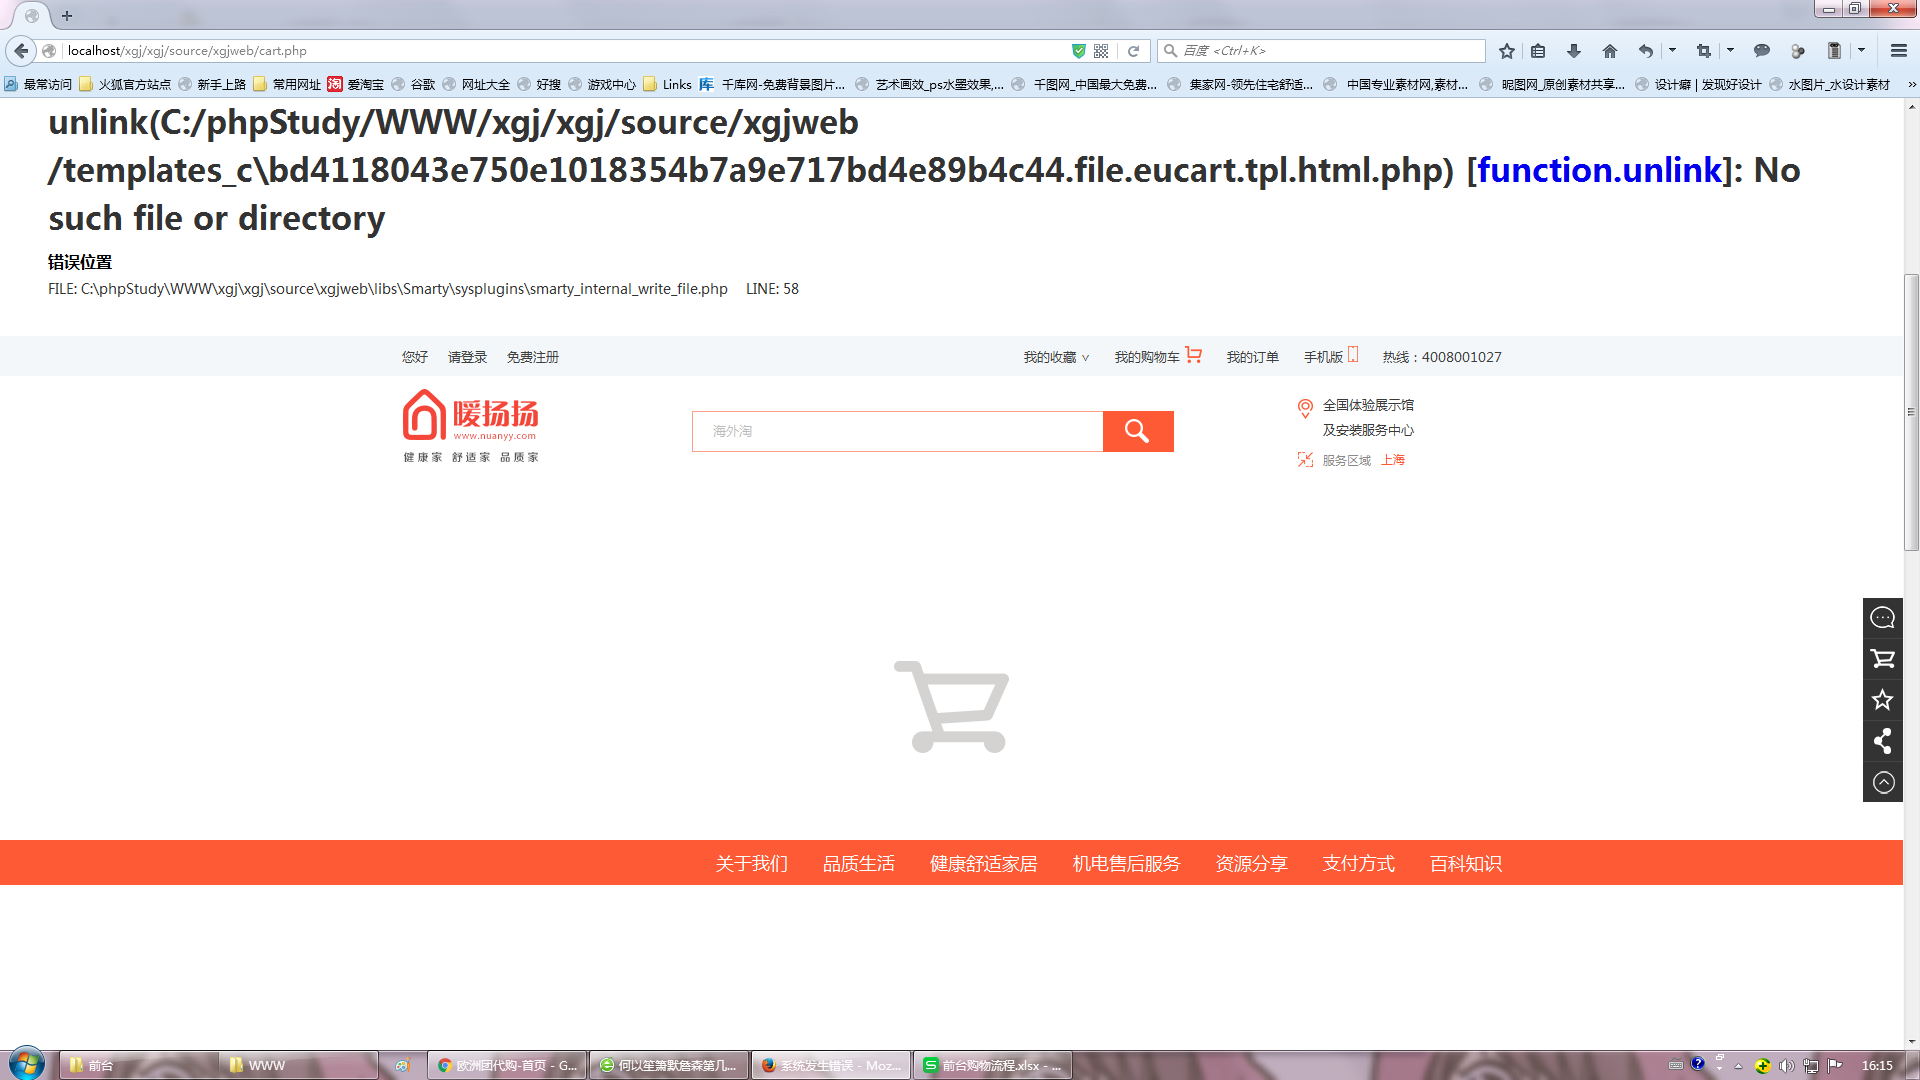 localhost/xgj/xgj/source/xgjweb/cart.php
百度 <Ctrl+K>
最常访问 火狐官方站点 新手上路 常用网址 淘 爱淘宝 谷歌 网址大全 好搜 游戏中心 Links 库 千库网-免费背景图片... 艺术画效_ps水墨效果,... 千图网_中国最大免费... 集家网-领先住宅舒适... 中国专业素材网,素材... 昵图网_原创素材共享... 设计癖 | 发现好设计 水图片_水设计素材 »
unlink(C:/phpStudy/WWW/xgj/xgj/source/xgjweb
/templates_c\bd4118043e750e1018354b7a9e717bd4e89b4c44.file.eucart.tpl.html.php) [function.unlink]: No
such file or directory
错误位置
FILE: C:\phpStudy\WWW\xgj\xgj\source\xgjweb\libs\Smarty\sysplugins\smarty_internal_write_file.php LINE: 58
您好 请登录 免费注册 我的收藏 ∨ 我的购物车 我的订单 手机版 热线：4008001027
暖扬扬
www.nuanyy.com
健康家 舒适家 品质家
海外淘
全国体验展示馆
及安装服务中心
服务区域 上海
关于我们 品质生活 健康舒适家居 机电售后服务 资源分享 支付方式 百科知识
前台 WWW 欧洲团代购-首页 - G... 何以笙箫默詹森第几... 系统发生错误 - Moz... 前台购物流程.xlsx - ... 16:15